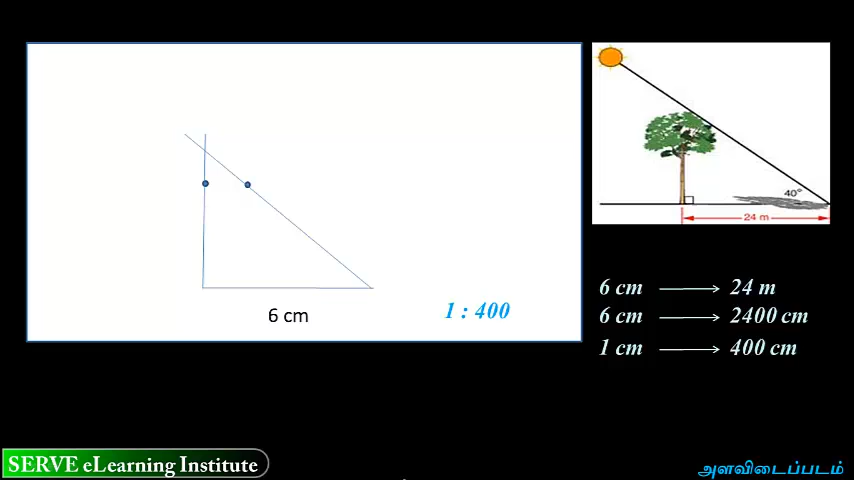 6 cm
1 : 400
40°
24 m
6 cm → 24 m
6 cm → 2400 cm
1 cm → 400 cm
SERVE eLearning Institute
அளவிடைப்படம்